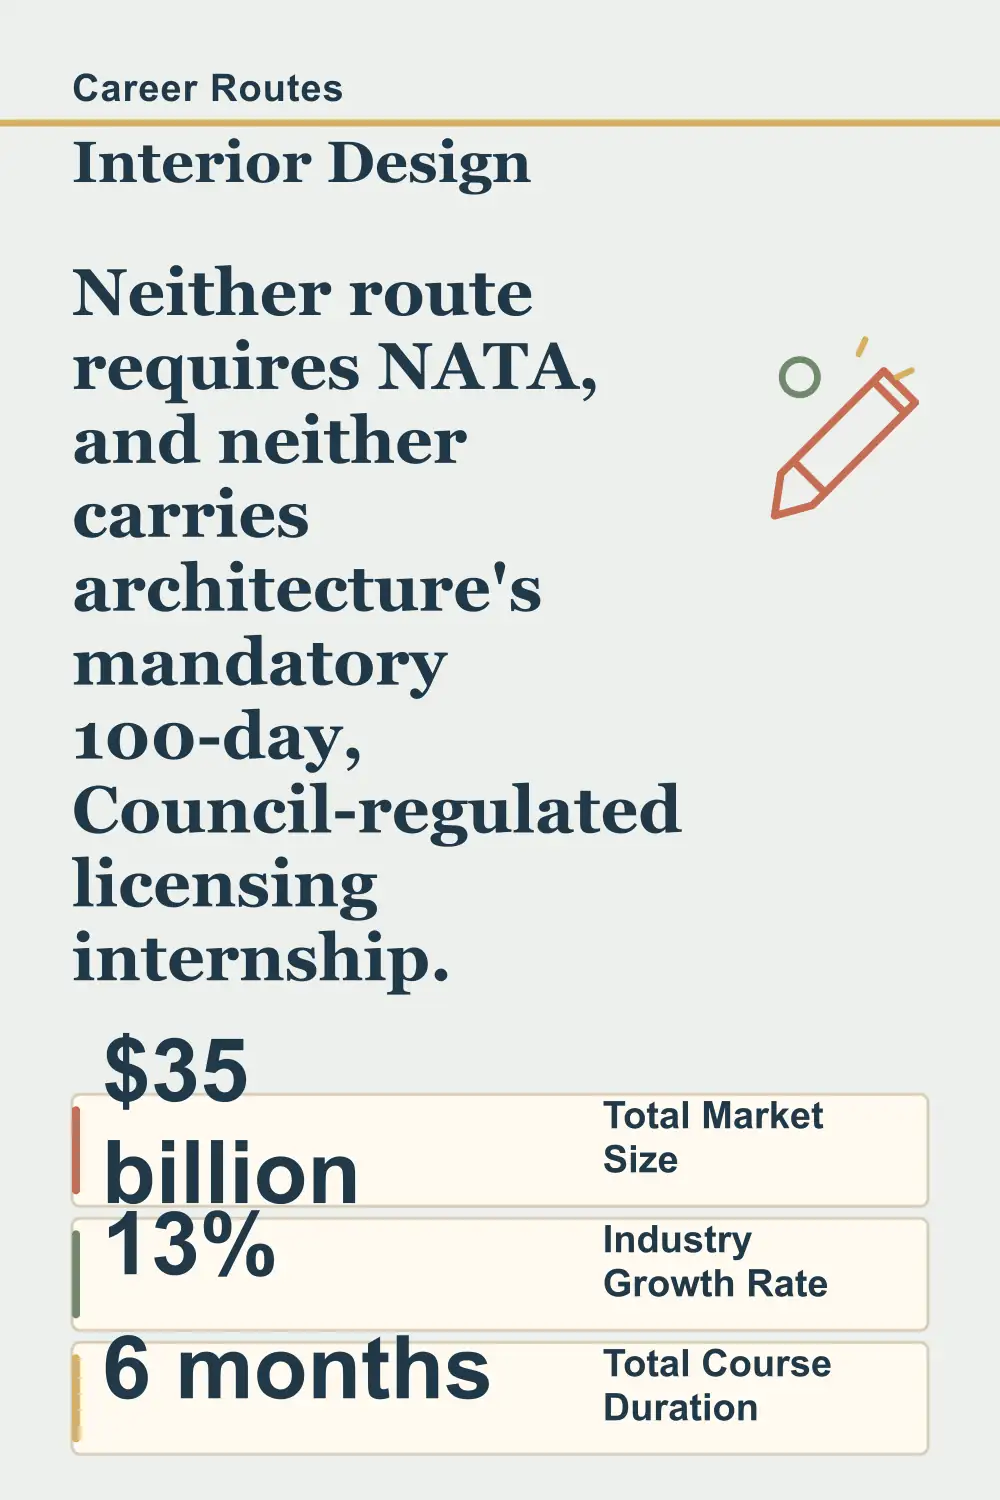 Career Routes
Interior Design
Neither route
requires NATA,
and neither
carries
architecture's
mandatory
100-day,
Council-regulated
licensing
internship.
$35
billion
Total Market
Size
13%
Industry
Growth Rate
6 months
Total Course
Duration